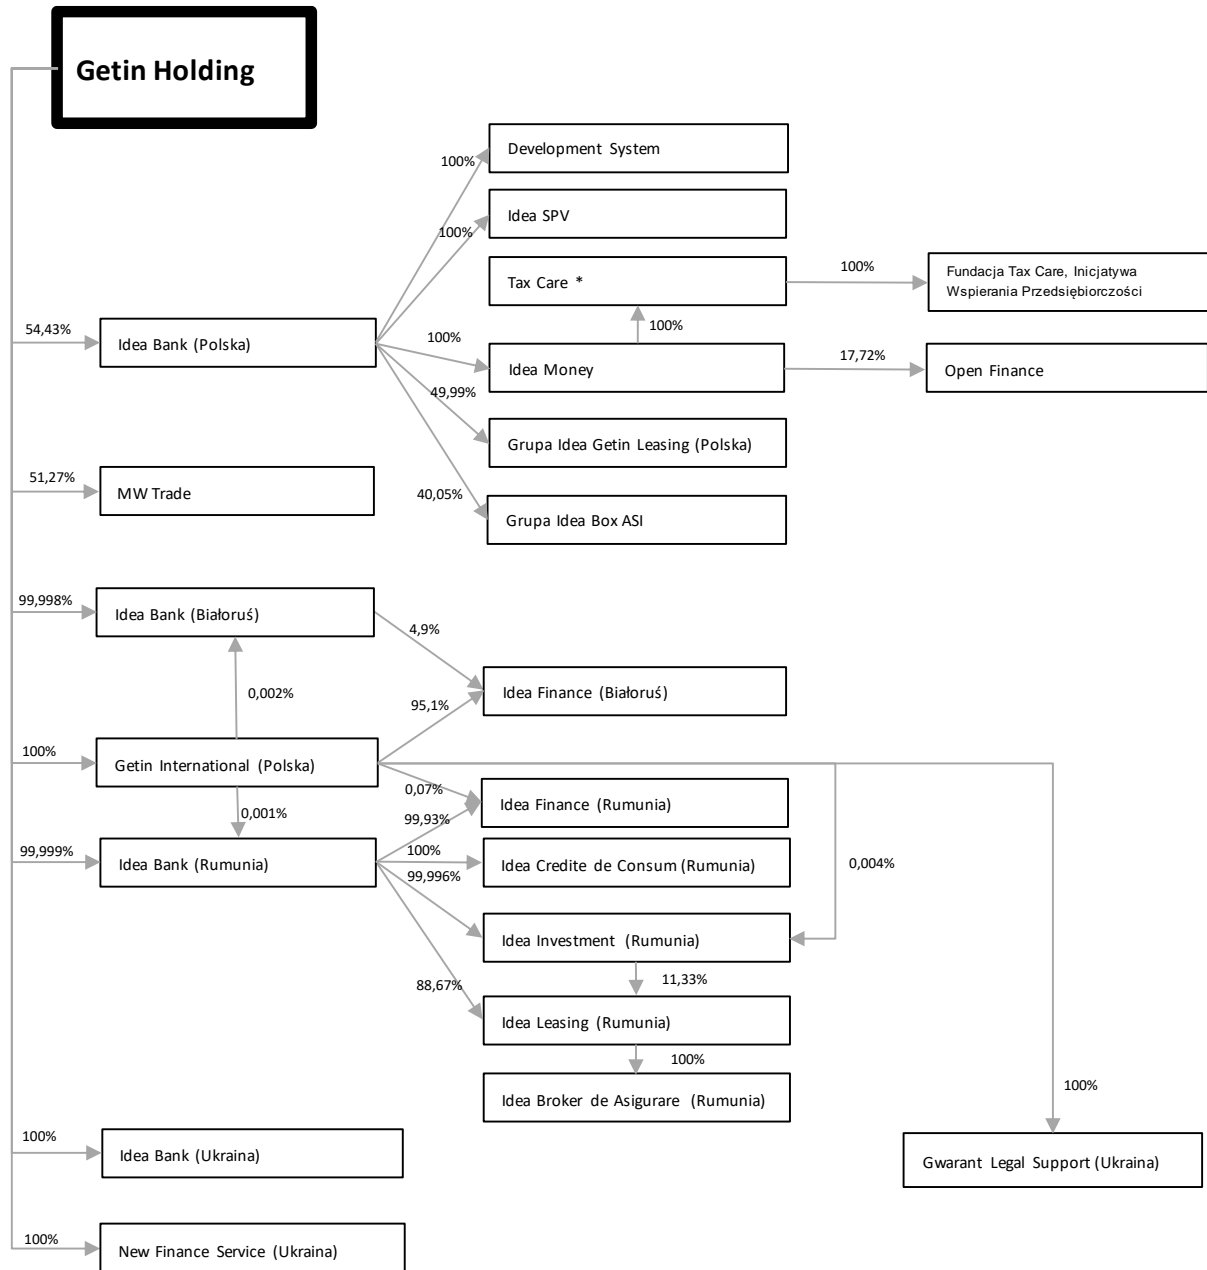 Getin Holding
Development System
100%
Idea SPV
100%
Tax Care *
100%
Fundacja Tax Care, Inicjatywa
Wspierania Przedsiębiorczości
54,43%
Idea Bank (Polska)
100%
100%
Idea Money
17,72%
Open Finance
49,99%
Grupa Idea Getin Leasing (Polska)
51,27%
MW Trade
40,05%
Grupa Idea Box ASI
99,998%
Idea Bank (Białoruś)
4,9%
0,002%
Idea Finance (Białoruś)
95,1%
100%
Getin International (Polska)
0,07%
Idea Finance (Rumunia)
0,001%
99,93%
99,999%
Idea Bank (Rumunia)
100%
Idea Credite de Consum (Rumunia)
0,004%
99,996%
Idea Investment (Rumunia)
11,33%
88,67%
Idea Leasing (Rumunia)
100%
Idea Broker de Asigurare (Rumunia)
100%
100%
Idea Bank (Ukraina)
Gwarant Legal Support (Ukraina)
100%
New Finance Service (Ukraina)